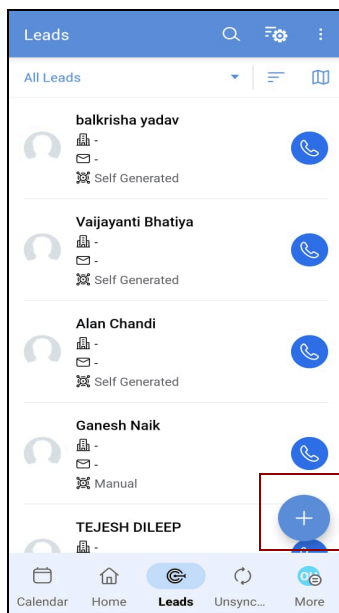 Leads
All Leads
balkrisha yadav
-
-
Self Generated
Vaijayanti Bhatiya
-
-
Self Generated
Alan Chandi
-
-
Self Generated
Ganesh Naik
-
-
Manual
TEJESH DILEEP
-
Calendar Home Leads Unsync... More